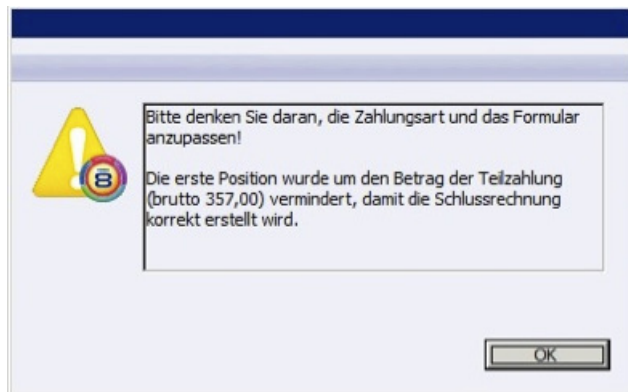 Bitte denken Sie daran, die Zahlungsart und das Formular
anzupassen!
Die erste Position wurde um den Betrag der Teilzahlung
(brutto 357,00) vermindert, damit die Schlussrechnung
korrekt erstellt wird.
8
OK